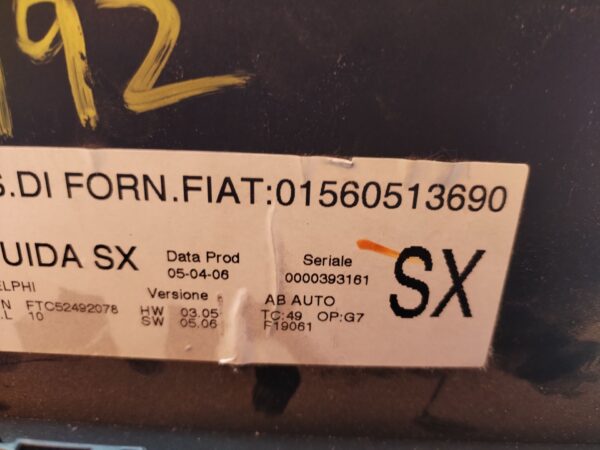 192
S.DI FORN.FIAT:01560513690
UIDA SX Data Prod 05-04-06 Seriale 0000393161 SX
ELPHI
N FTC52492078 Versione AB AUTO
.L 10 HW 03.05 TC:49 OP:G7
SW 05.06 F19061